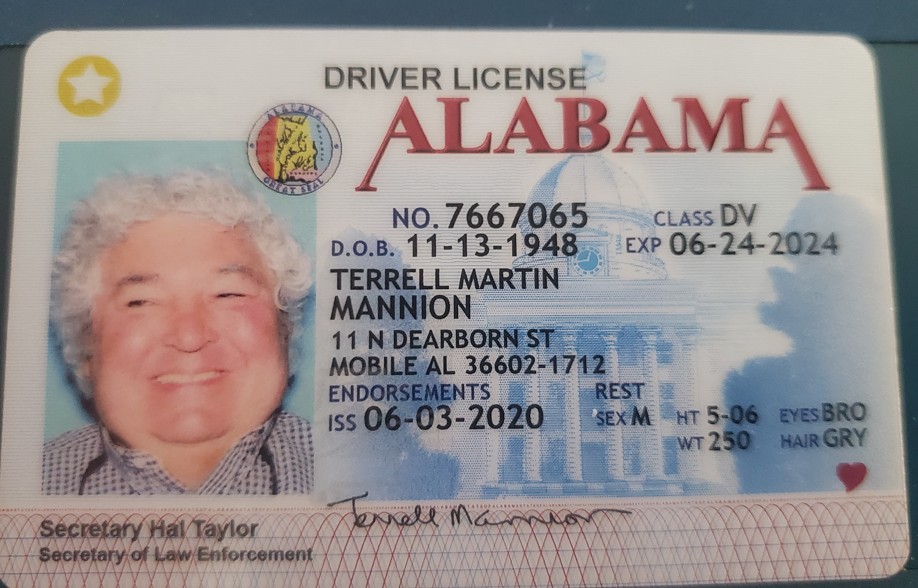 DRIVER LICENSE
ALABAMA
ALABAMA
GREAT SEAL
NO. 7667065 CLASS DV
D.O.B. 11-13-1948 EXP 06-24-2024
TERRELL MARTIN
MANNION
11 N DEARBORN ST
MOBILE AL 36602-1712
ENDORSEMENTS REST
ISS 06-03-2020 SEX M HT 5-06 EYES BRO
WT 250 HAIR GRY
Terrell Mannion
Secretary Hal Taylor
Secretary of Law Enforcement